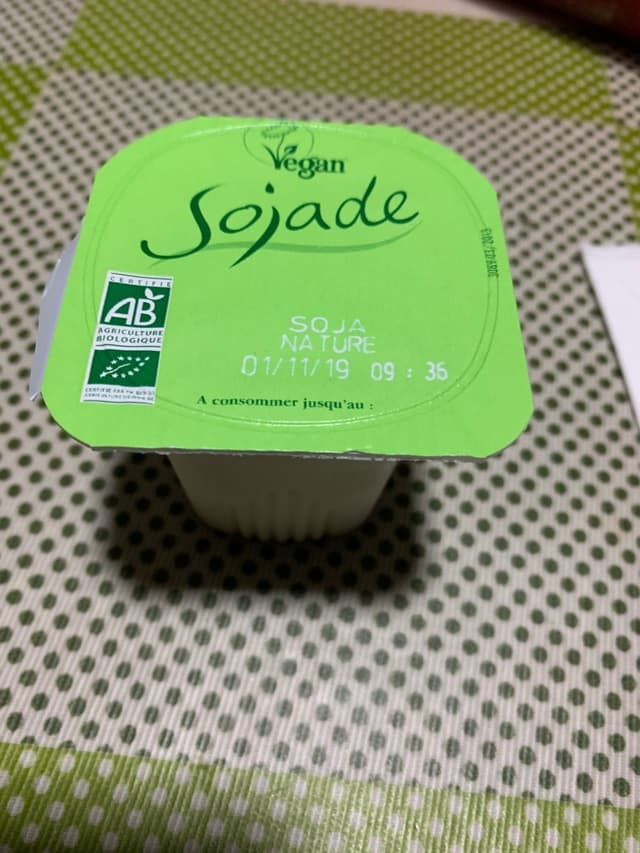 Vegan
Sojade
CERTIFIÉ
AB
AGRICULTURE
BIOLOGIQUE
SOJA
NATURE
01/11/19 09 : 36
A consommer jusqu'au :